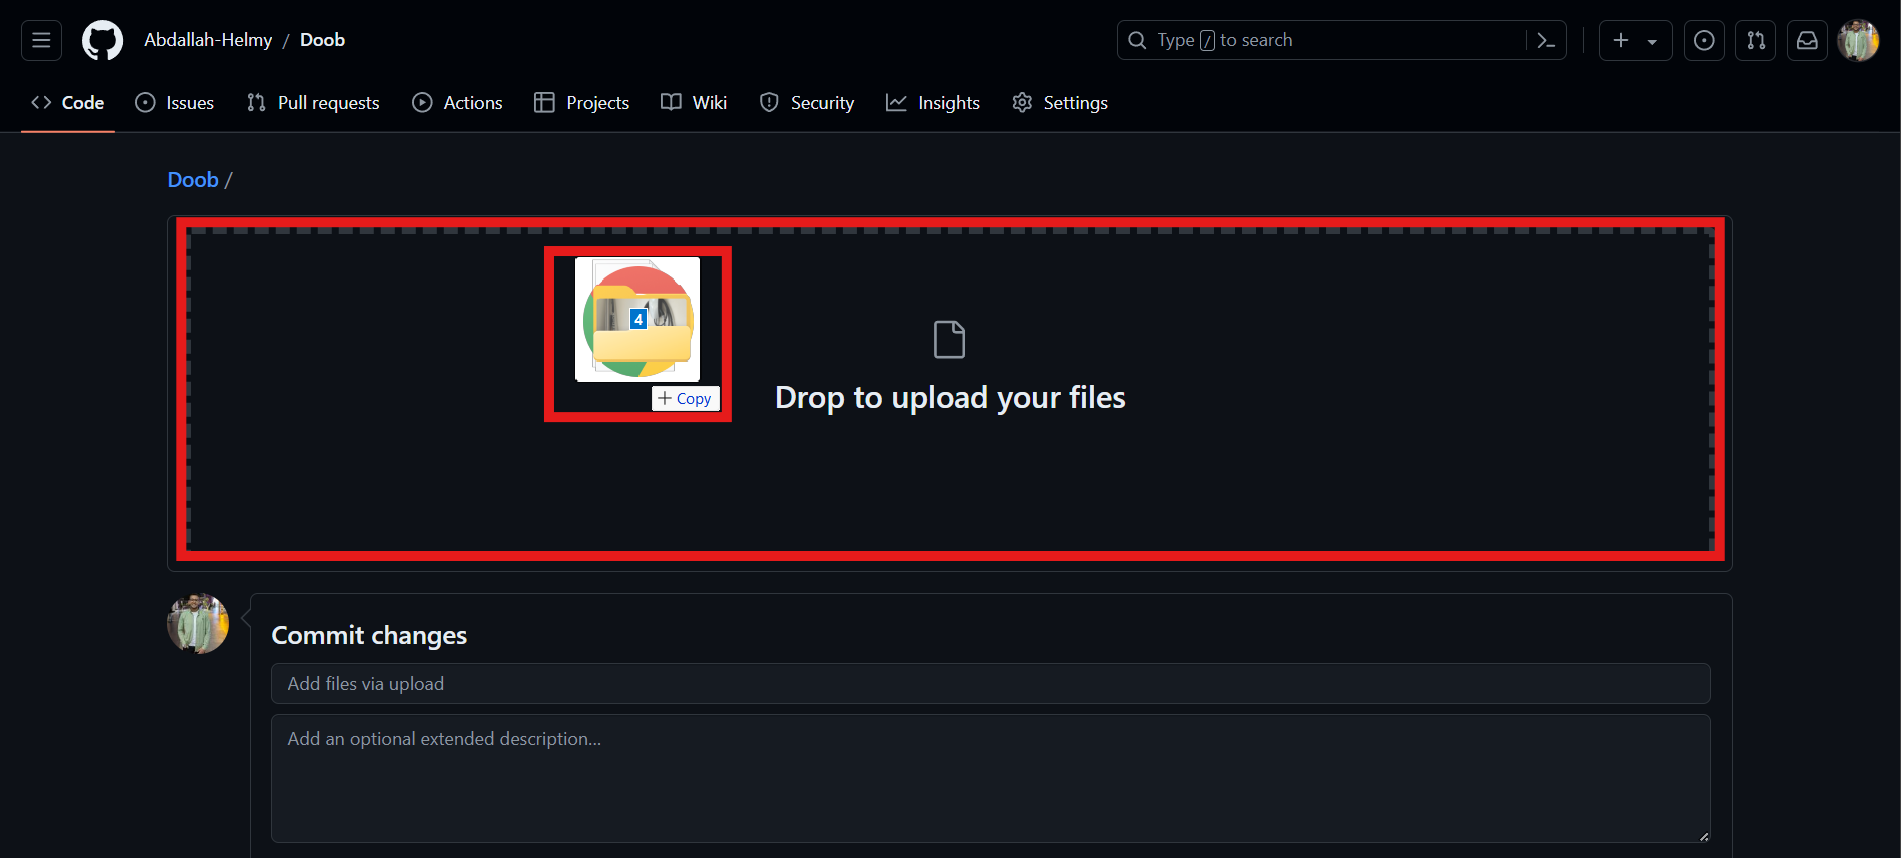 Abdallah-Helmy / Doob
Type / to search
Code Issues Pull requests Actions Projects Wiki Security Insights Settings
Doob /
4
+ Copy
Drop to upload your files
Commit changes
Add files via upload
Add an optional extended description...